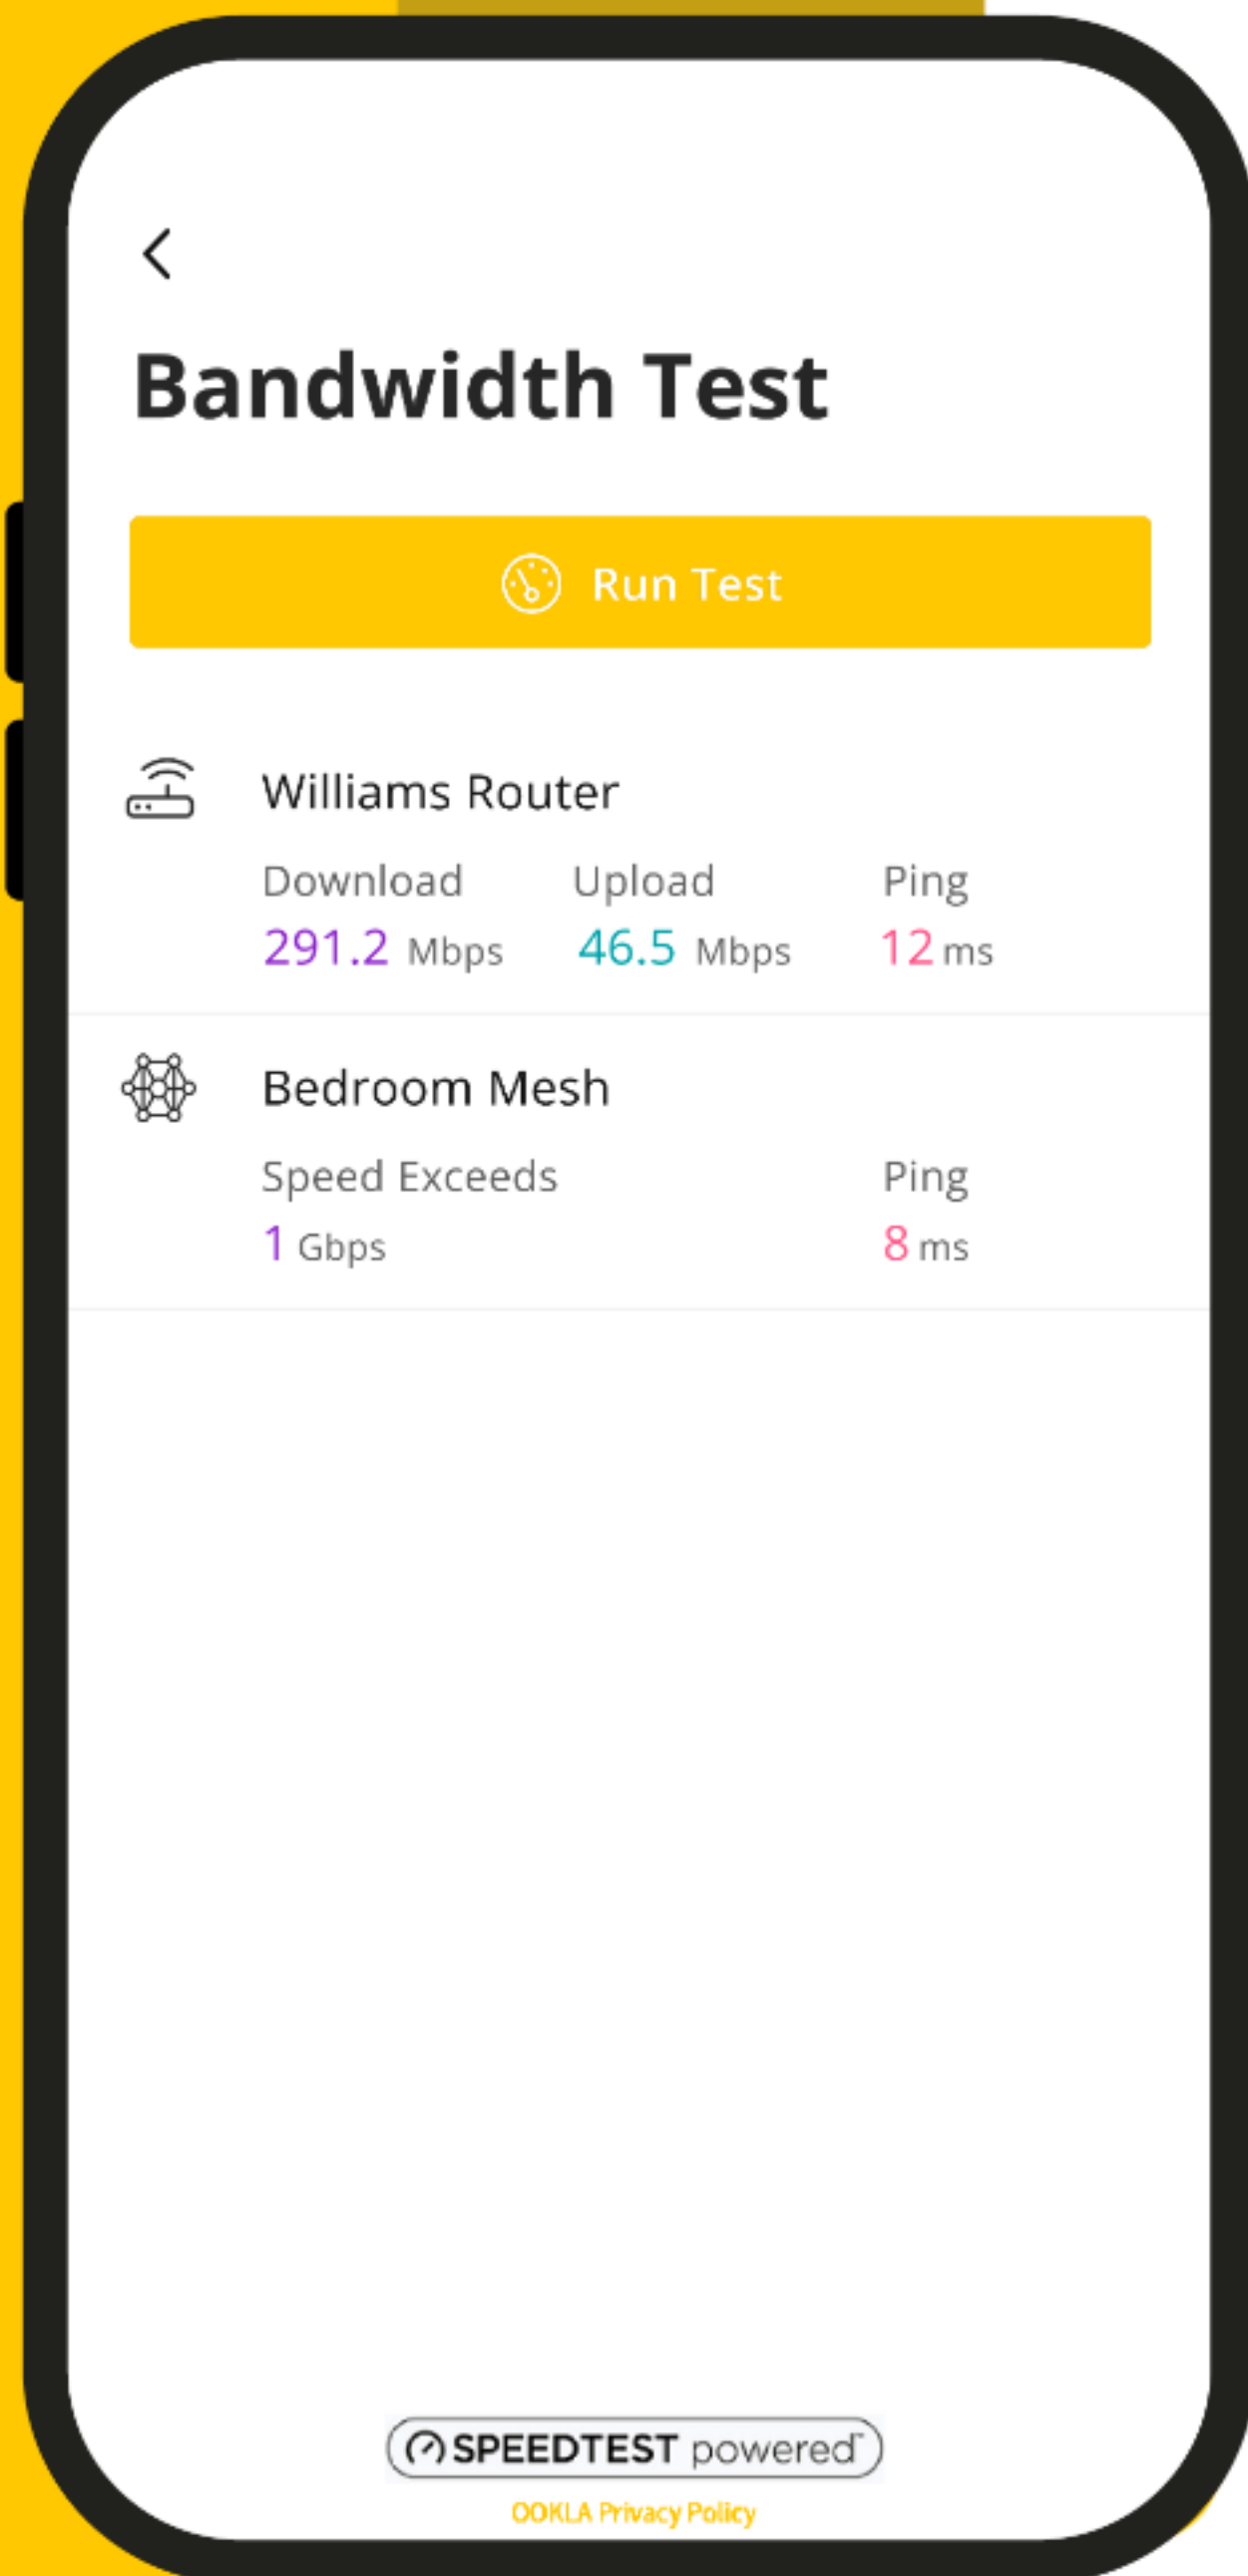 Bandwidth Test
Run Test
Williams Router
Download Upload Ping
291.2 Mbps 46.5 Mbps 12 ms
Bedroom Mesh
Speed Exceeds Ping
1 Gbps 8 ms
SPEEDTEST powered™
OOKLA Privacy Policy